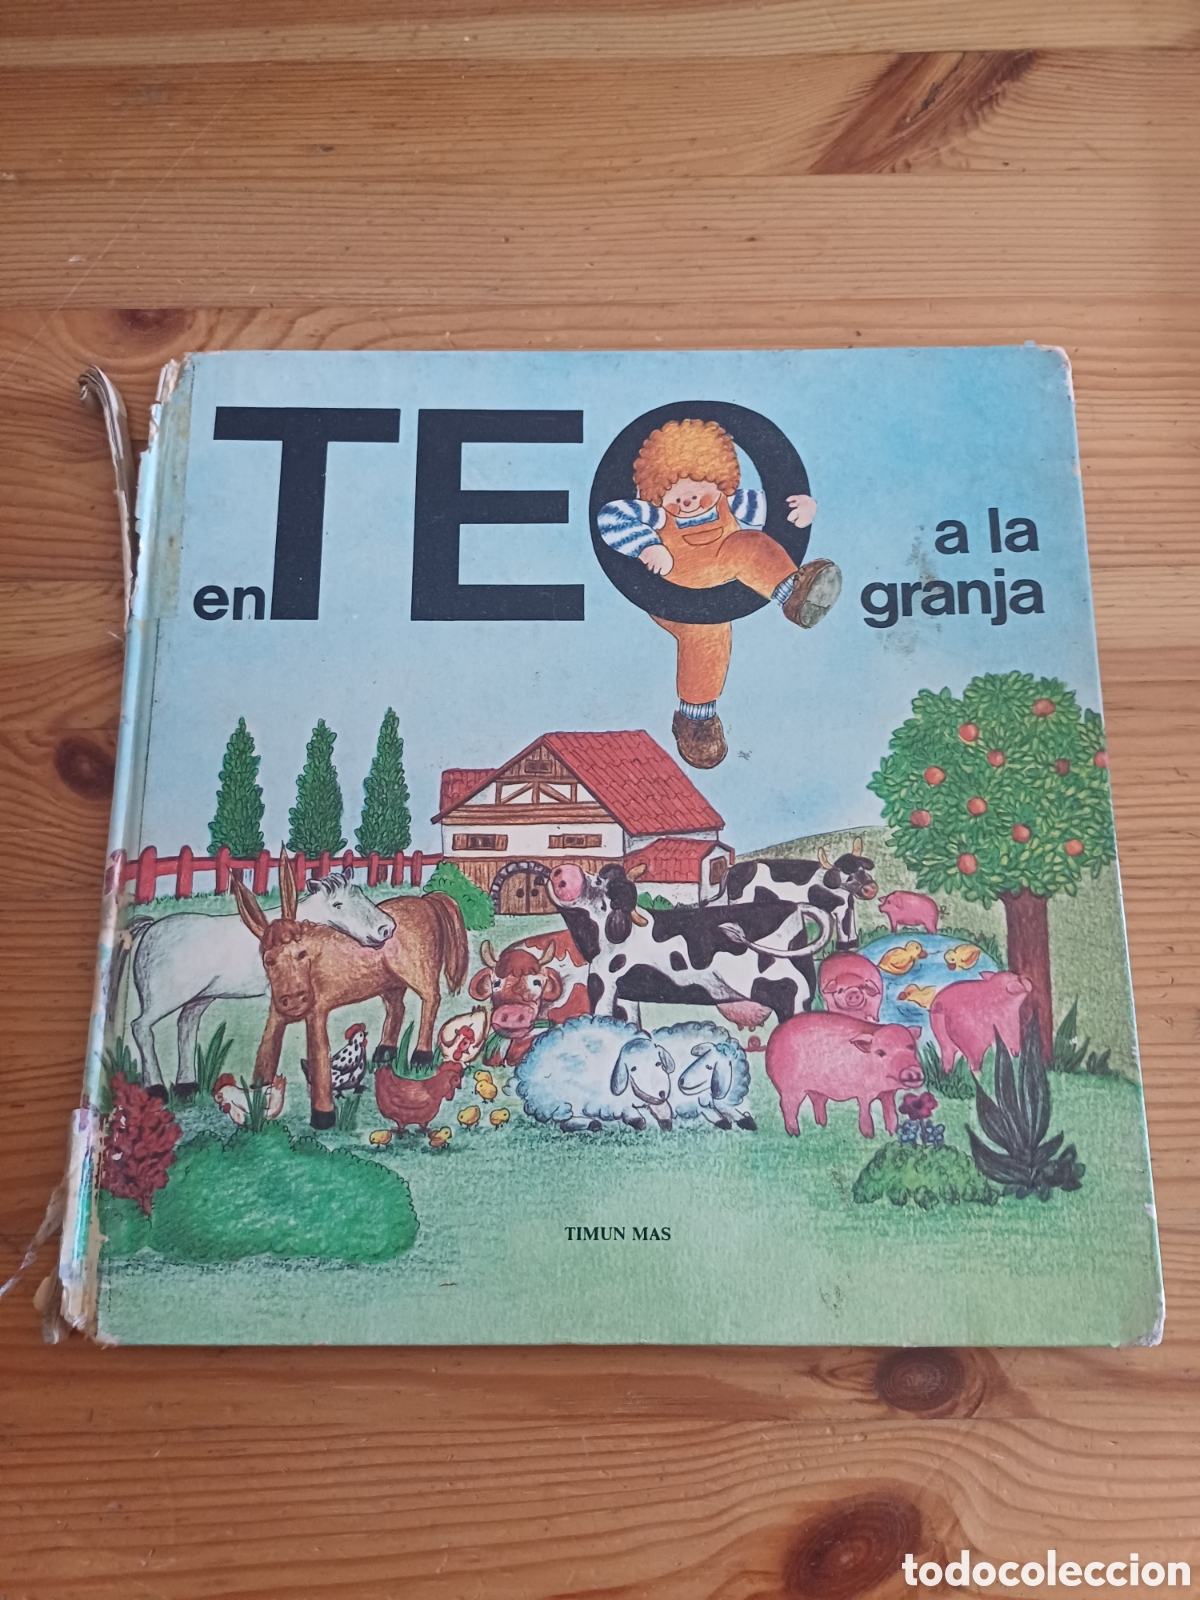 en TEO a la
granja
TIMUN MAS
todocoleccion